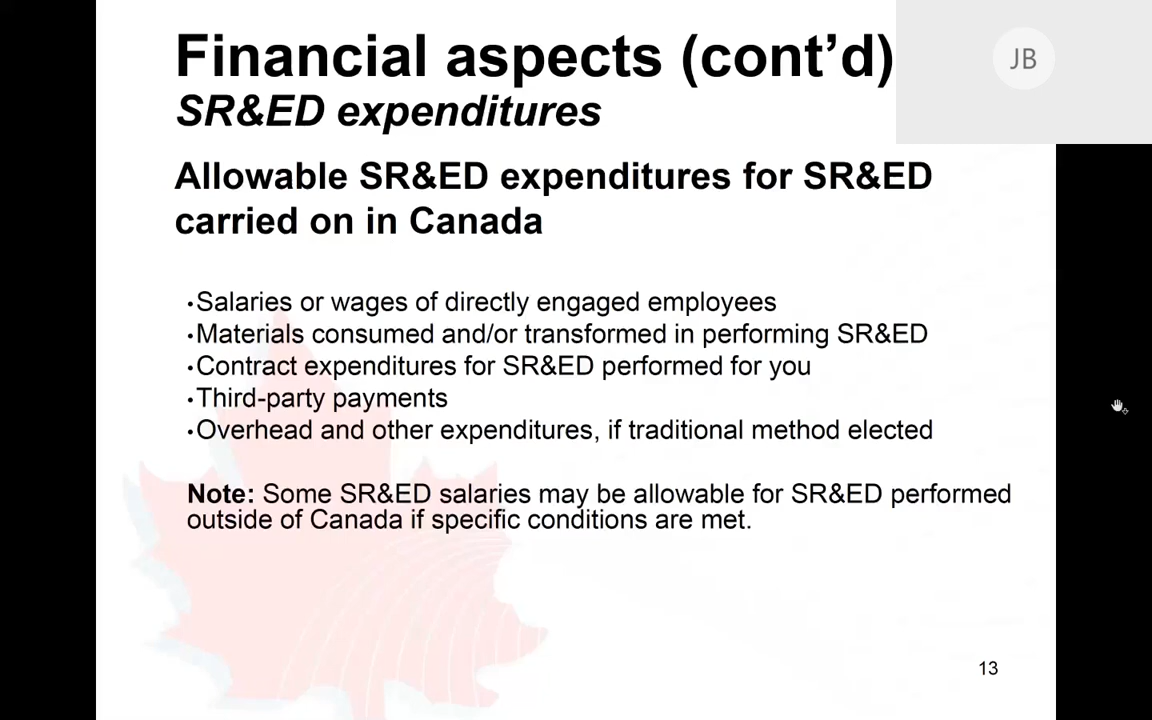 Financial aspects (cont’d)
JB
SR&ED expenditures
Allowable SR&ED expenditures for SR&ED
carried on in Canada
•Salaries or wages of directly engaged employees
•Materials consumed and/or transformed in performing SR&ED
•Contract expenditures for SR&ED performed for you
•Third-party payments
•Overhead and other expenditures, if traditional method elected
Note: Some SR&ED salaries may be allowable for SR&ED performed
outside of Canada if specific conditions are met.
13